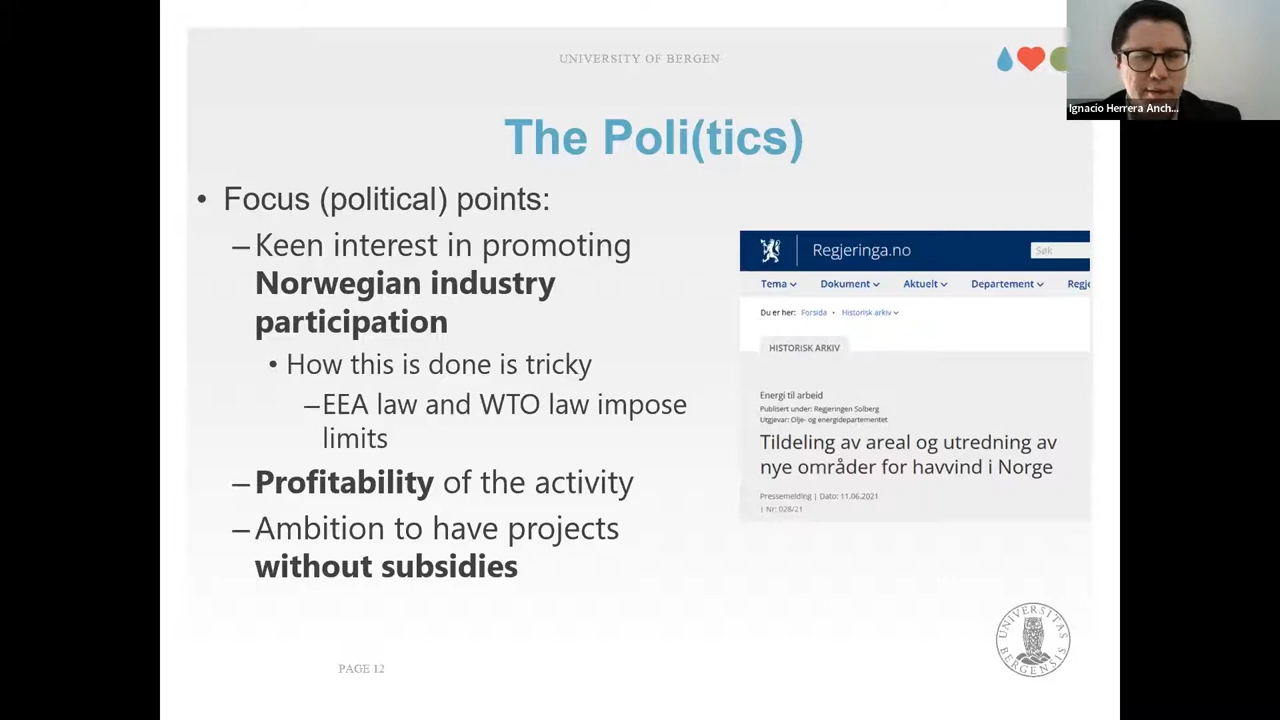 UNIVERSITY OF BERGEN
Ignacio Herrera Anch...
The Poli(tics)
• Focus (political) points:
–Keen interest in promoting
Norwegian industry
participation
• How this is done is tricky
–EEA law and WTO law impose
limits
–Profitability of the activity
–Ambition to have projects
without subsidies
Regjeringa.no
Søk
Tema Dokument Aktuelt Departement Regje
Du er her: Forsida • Historisk arkiv
HISTORISK ARKIV
Energi til arbeid
Publisert under: Regjeringen Solberg
Utgjevar: Olje- og energidepartementet
Tildeling av areal og utredning av
nye områder for havvind i Norge
Pressemelding | Dato: 11.06.2021
| Nr: 028/21
UNIVERSITAS
BERGENSIS
PAGE 12